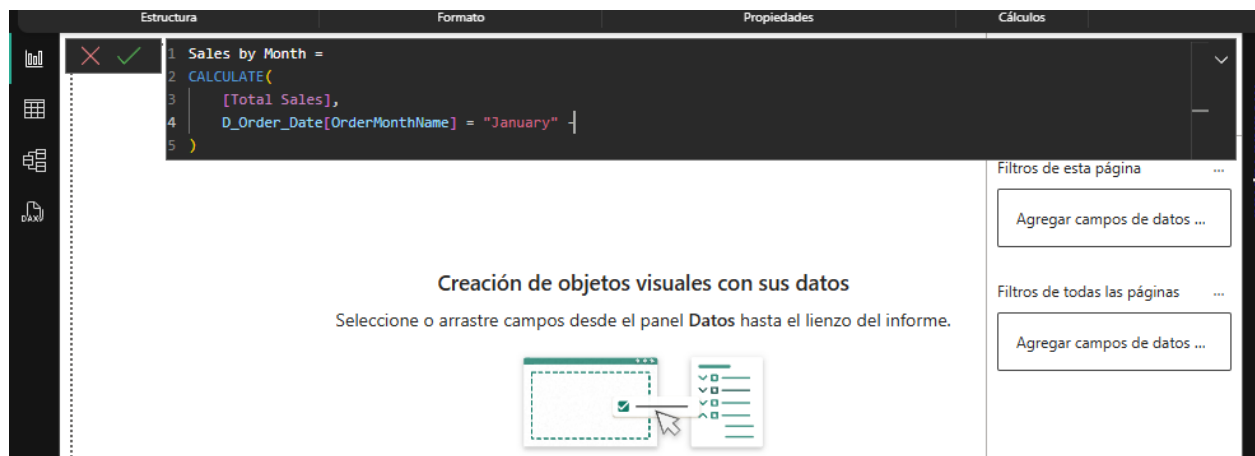 Estructura Formato Propiedades Cálculos
1 Sales by Month =
2 CALCULATE(
3 [Total Sales],
4 D_Order_Date[OrderMonthName] = "January" -
5 )
Filtros de esta página ...
Agregar campos de datos ...
Creación de objetos visuales con sus datos
Seleccione o arrastre campos desde el panel Datos hasta el lienzo del informe.
Filtros de todas las páginas ...
Agregar campos de datos ...
DAX